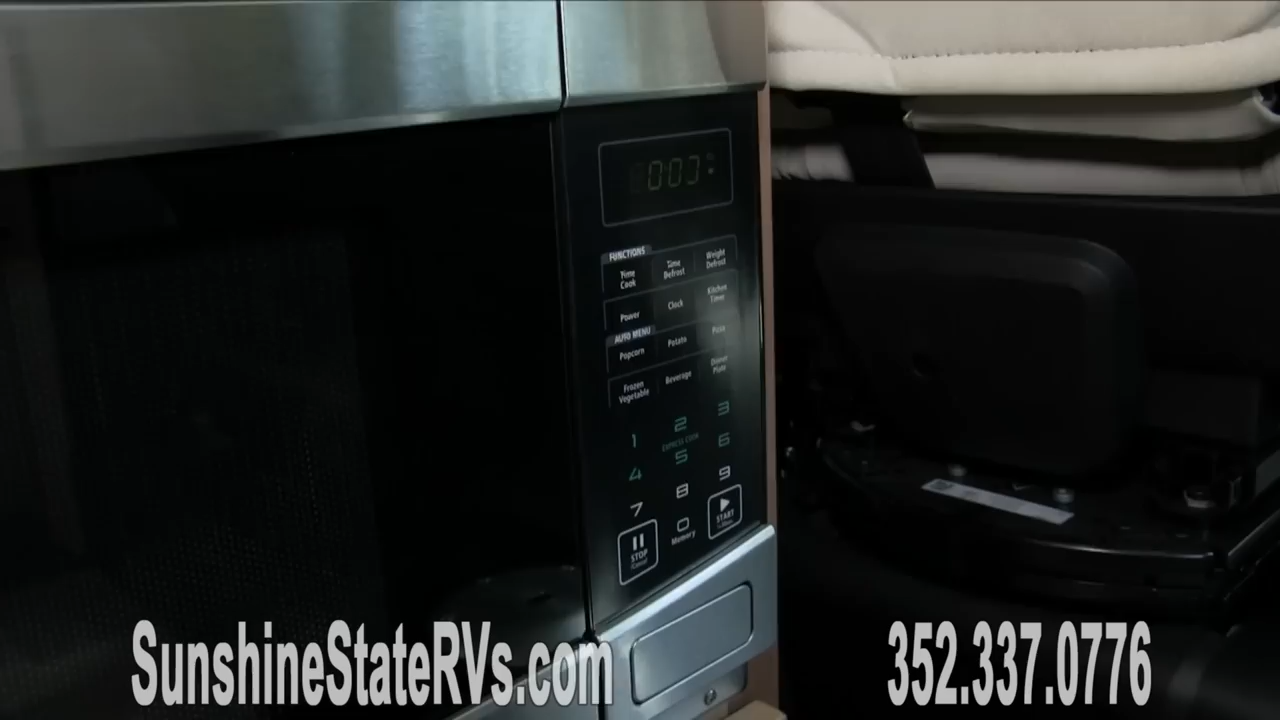 0:07
FUNCTIONS
Time Cook
Time Defrost
Weight Defrost
Power
Clock
Kitchen Timer
AUTO MENU
Popcorn
Potato
Pizza
Frozen Vegetable
Beverage
Dinner Plate
1 2 3
EXPRESS COOK
4 5 6
7 8 9
STOP
/Cancel
0
Memory
START
SunshineStateRVs.com
352.337.0776